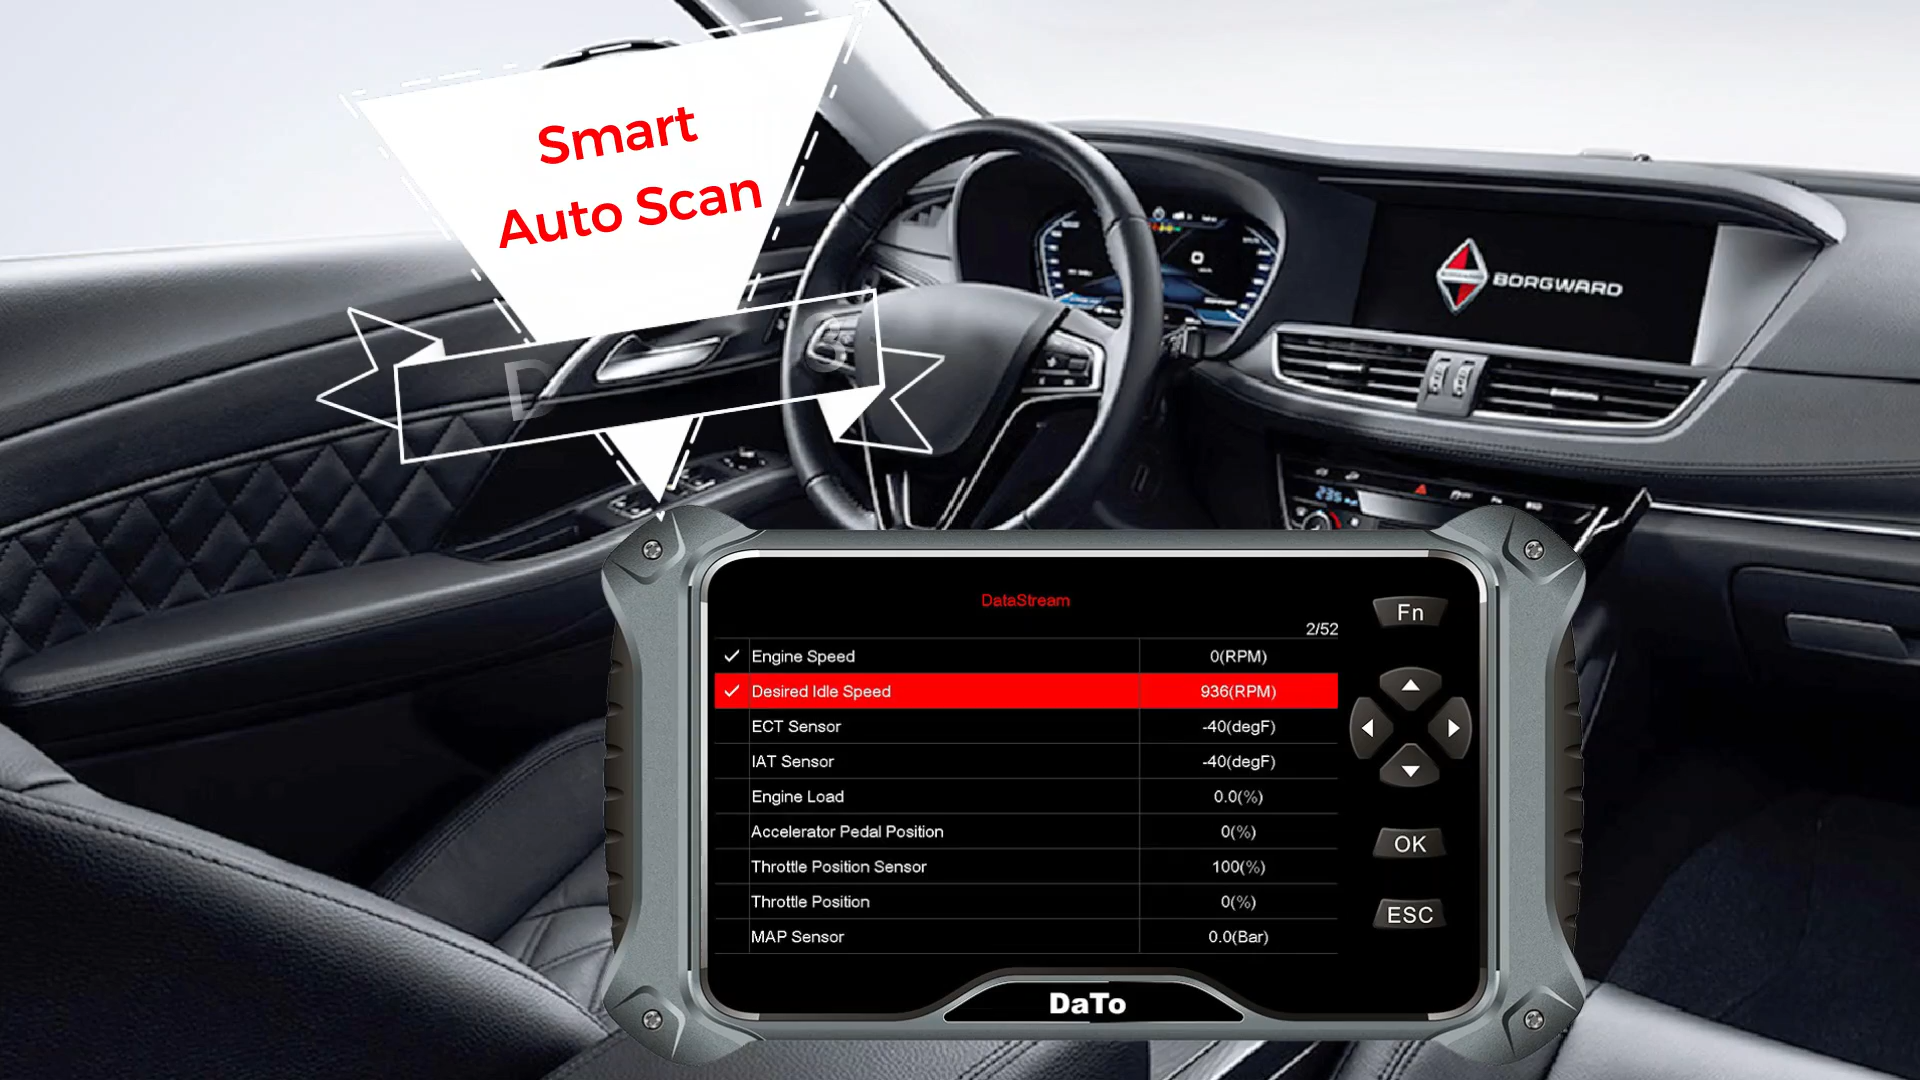 Smart
Auto Scan
D S
BORGWARD
DataStream
2/52
Engine Speed 0(RPM)
Desired Idle Speed 936(RPM)
ECT Sensor -40(degF)
IAT Sensor -40(degF)
Engine Load 0.0(%)
Accelerator Pedal Position 0(%)
Throttle Position Sensor 100(%)
Throttle Position 0(%)
MAP Sensor 0.0(Bar)
Fn
OK
ESC
DaTo